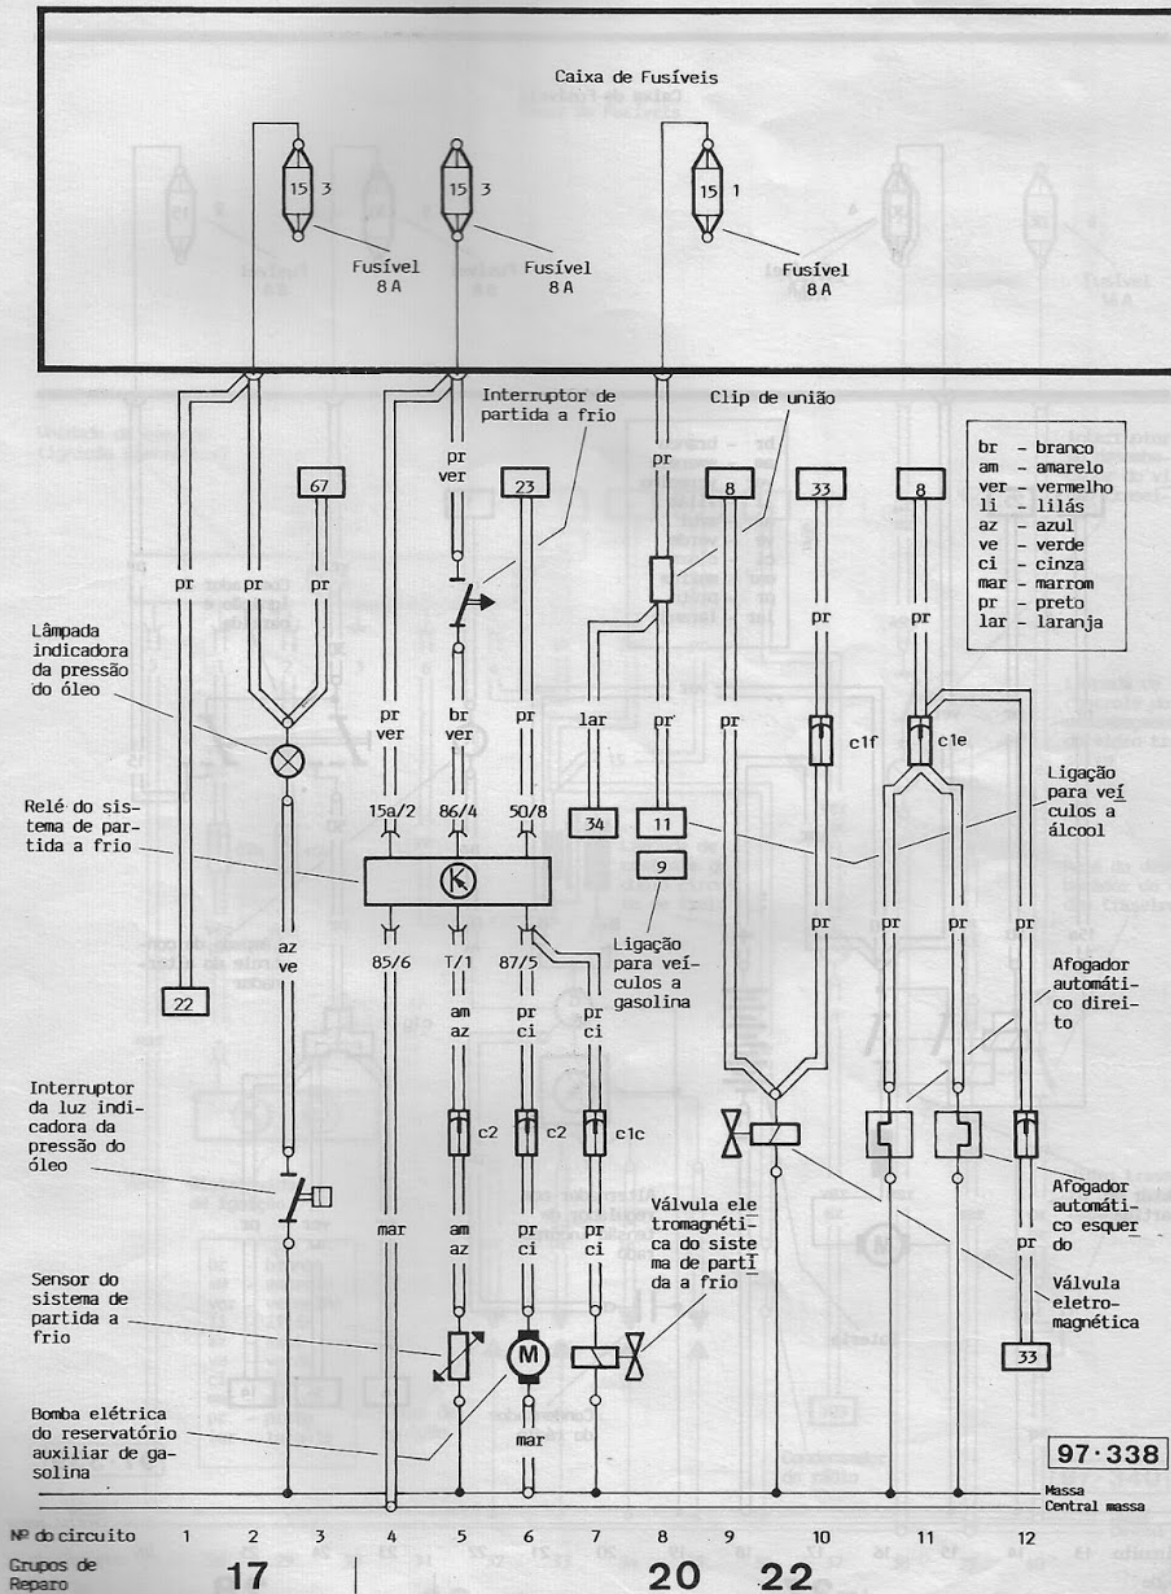 Caixa de Fusíveis
15 3
15 3
15 1
Fusível
8 A
Fusível
8 A
Fusível
8 A
Interruptor de
partida a frio
Clip de união
br - branco
am - amarelo
ver - vermelho
li - lilás
az - azul
ve - verde
ci - cinza
mar - marrom
pr - preto
lar - laranja
pr
ver
pr
67
23
8
33
8
pr
pr
pr
pr
pr
Lâmpada
indicadora
da pressão
do óleo
pr
ver
br
ver
pr
lar
pr
pr
c1f
c1e
Ligação
para veí
culos a
álcool
Relé do sis-
tema de par-
tida a frio
15a/2
86/4
50/8
34
11
9
K
pr
pr
pr
pr
az
ve
22
85/6
T/1
87/5
Ligação
para veí-
culos a
gasolina
Afogador
automáti-
co direi-
to
am
az
pr
ci
pr
ci
Interruptor
da luz indi-
cadora da
pressão do
óleo
c2
c2
c1c
mar
am
az
pr
ci
pr
ci
Válvula ele
tromagnéti-
ca do siste
ma de parti
da a frio
Afogador
automáti-
co esquer
do
pr
Sensor do
sistema de
partida a
frio
Válvula
eletro-
magnética
M
33
Bomba elétrica
do reservatório
auxiliar de ga-
solina
mar
97·338
Massa
Central massa
Nº do circuito 1 2 3 4 5 6 7 8 9 10 11 12
Grupos de
Reparo
17 20 22